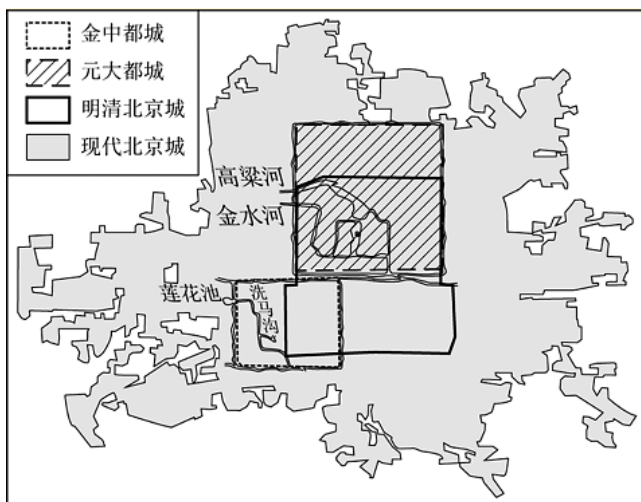 金中都城
元大都城
明清北京城
现代北京城
高粱河
金水河
莲花池
洗马沟